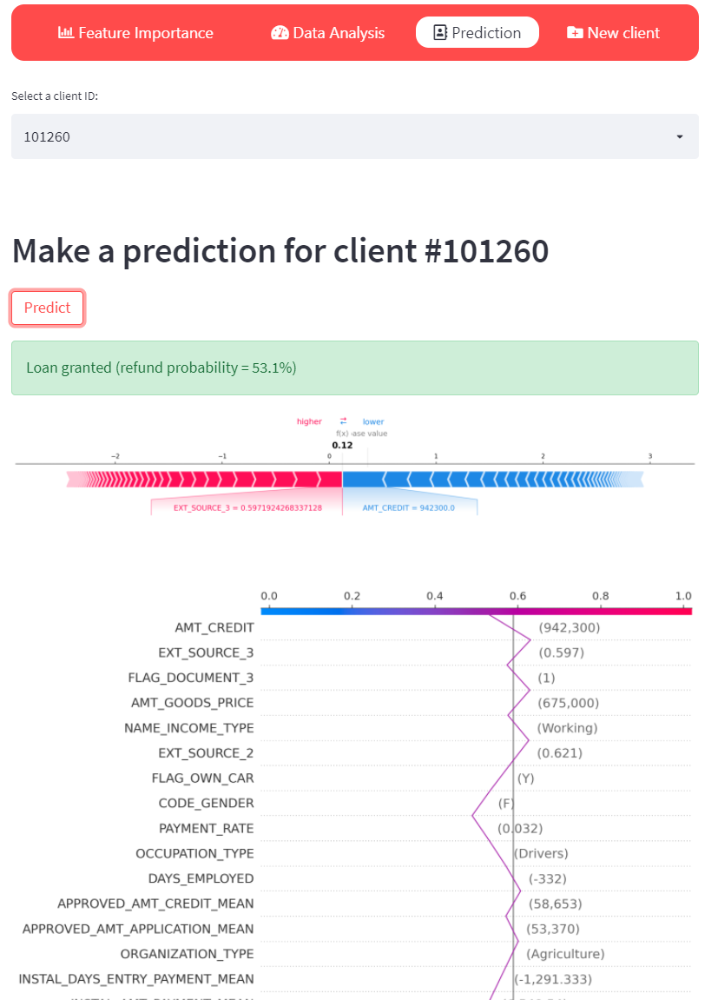 Feature Importance Data Analysis Prediction New client
Select a client ID:
101260
Make a prediction for client #101260
Predict
Loan granted (refund probability = 53.1%)
higher ⇄ lower
f(x) ase value
0.12
−2 −1 0 1 2 3
EXT_SOURCE_3 = 0.5971924268337128 AMT_CREDIT = 942300.0
0.0 0.2 0.4 0.6 0.8 1.0
AMT_CREDIT (942,300)
EXT_SOURCE_3 (0.597)
FLAG_DOCUMENT_3 (1)
AMT_GOODS_PRICE (675,000)
NAME_INCOME_TYPE (Working)
EXT_SOURCE_2 (0.621)
FLAG_OWN_CAR (Y)
CODE_GENDER (F)
PAYMENT_RATE (0.032)
OCCUPATION_TYPE (Drivers)
DAYS_EMPLOYED (-332)
APPROVED_AMT_CREDIT_MEAN (58,653)
APPROVED_AMT_APPLICATION_MEAN (53,370)
ORGANIZATION_TYPE (Agriculture)
INSTAL_DAYS_ENTRY_PAYMENT_MEAN (-1,291.333)